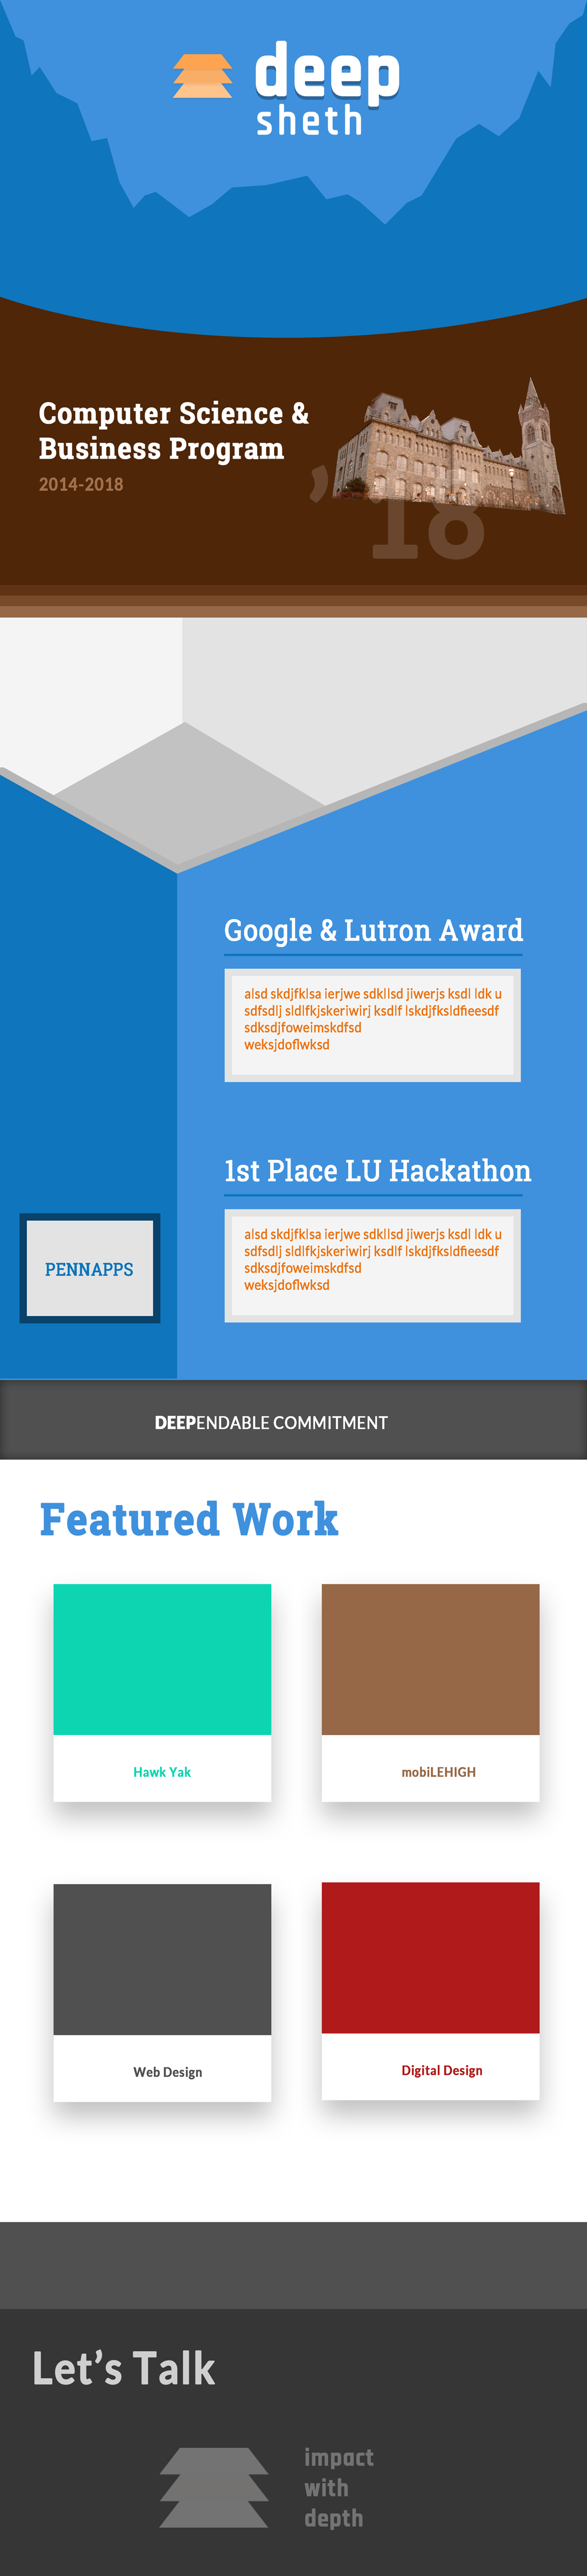 deep
sheth
Computer Science &
Business Program
2014-2018
’18
Google & Lutron Award
alsd skdjfklsa ierjwe sdkllsd jiwerjs ksdl ldk u
sdfsdlj sldlfkjskeriwirj ksdlf lskdjfksldfieesdf
sdksdjfoweimskdfsd
weksjdoflwksd
1st Place LU Hackathon
alsd skdjfklsa ierjwe sdkllsd jiwerjs ksdl ldk u
sdfsdlj sldlfkjskeriwirj ksdlf lskdjfksldfieesdf
sdksdjfoweimskdfsd
weksjdoflwksd
PENNAPPS
DEEPENDABLE COMMITMENT
Featured Work
Hawk Yak
mobiLEHIGH
Web Design
Digital Design
Let’s Talk
impact
with
depth